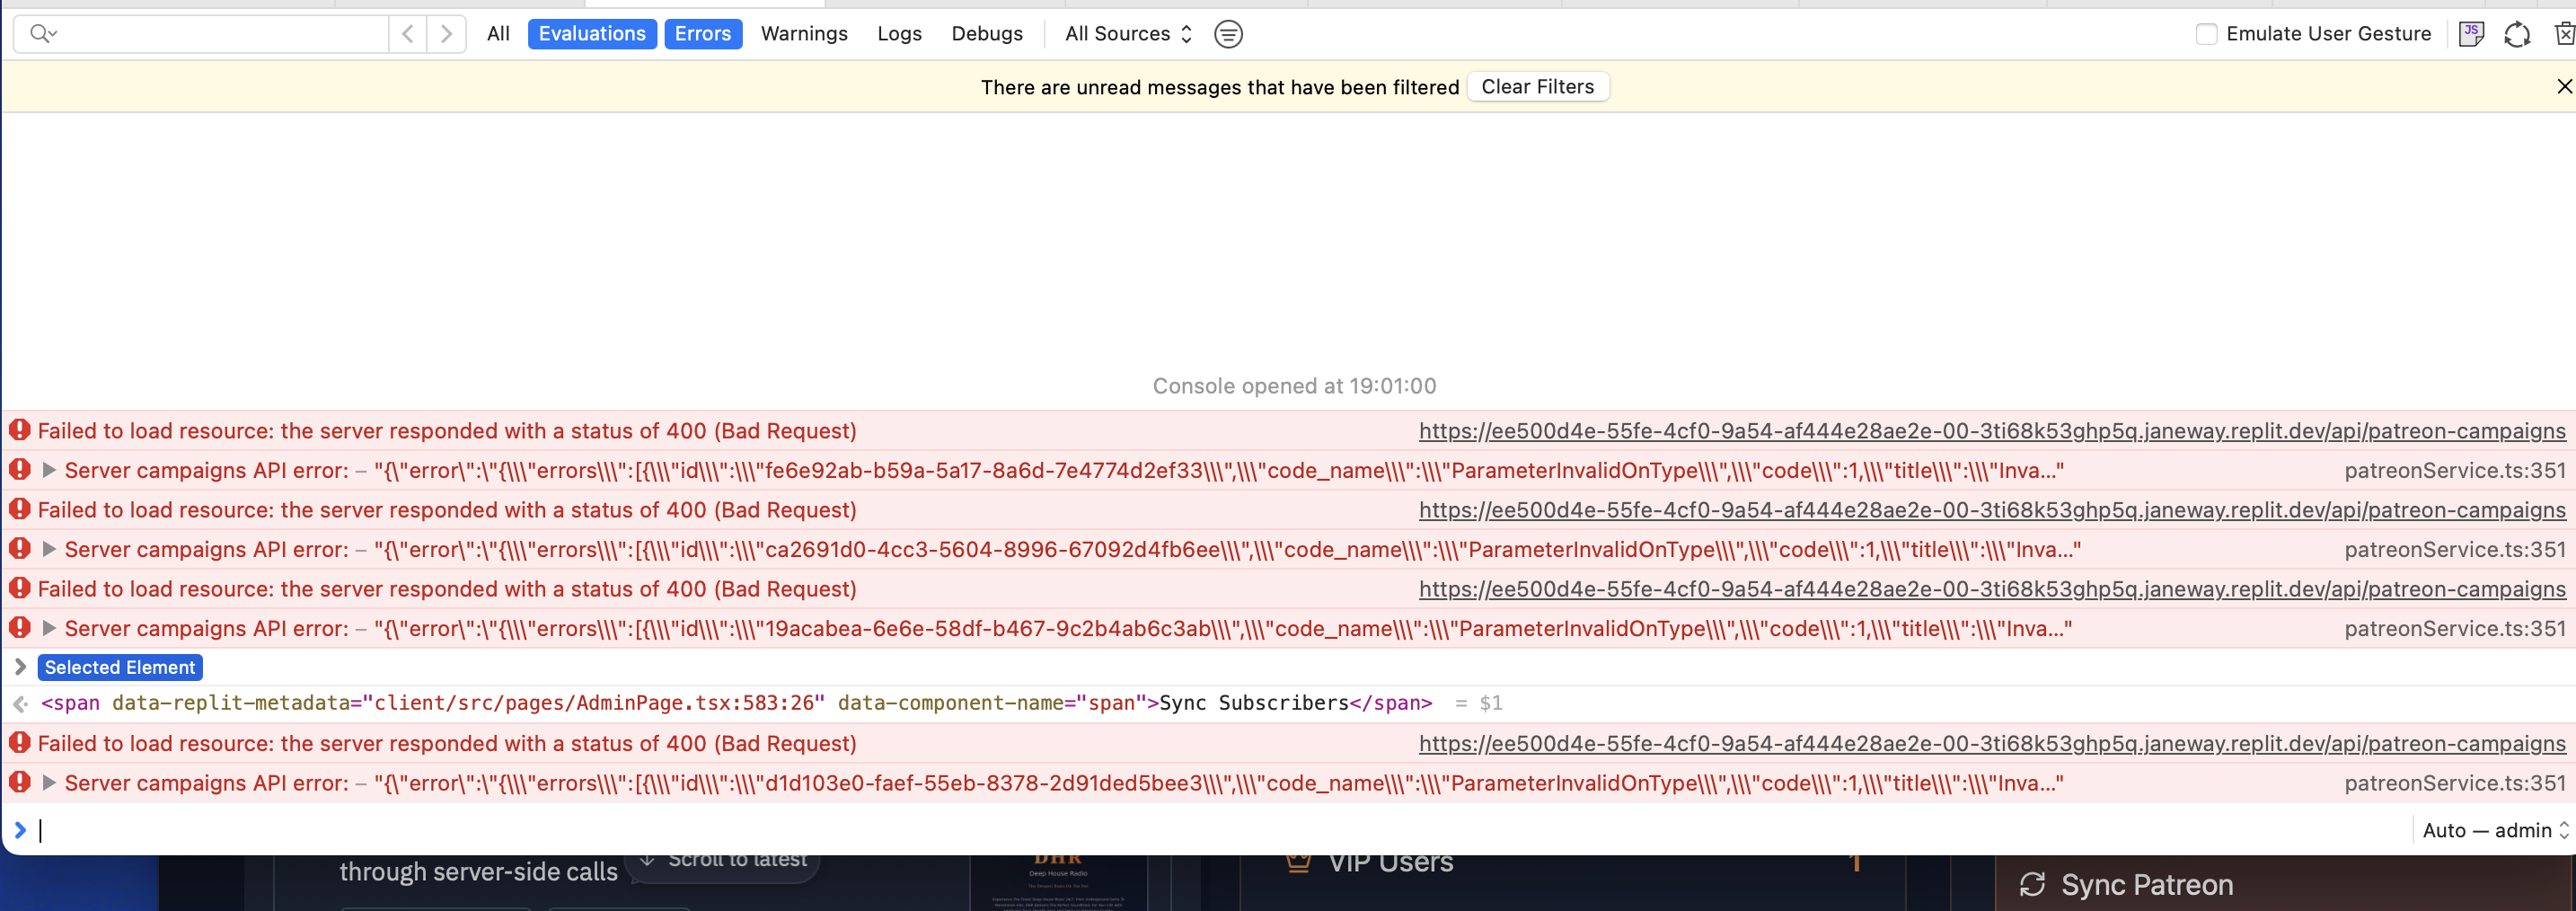 All Evaluations Errors Warnings Logs Debugs All Sources Emulate User Gesture JS
There are unread messages that have been filtered Clear Filters
Console opened at 19:01:00
Failed to load resource: the server responded with a status of 400 (Bad Request) https://ee500d4e-55fe-4cf0-9a54-af444e28ae2e-00-3ti68k53ghp5q.janeway.replit.dev/api/patreon-campaigns
Server campaigns API error: – "{\"error\":\"{\\\"errors\\\":[{\\\"id\\\":\\\"fe6e92ab-b59a-5a17-8a6d-7e4774d2ef33\\\",\\\"code_name\\\":\\\"ParameterInvalidOnType\\\",\\\"code\\\":1,\\\"title\\\":\\\"Inva…" patreonService.ts:351
Failed to load resource: the server responded with a status of 400 (Bad Request) https://ee500d4e-55fe-4cf0-9a54-af444e28ae2e-00-3ti68k53ghp5q.janeway.replit.dev/api/patreon-campaigns
Server campaigns API error: – "{\"error\":\"{\\\"errors\\\":[{\\\"id\\\":\\\"ca2691d0-4cc3-5604-8996-67092d4fb6ee\\\",\\\"code_name\\\":\\\"ParameterInvalidOnType\\\",\\\"code\\\":1,\\\"title\\\":\\\"Inva…" patreonService.ts:351
Failed to load resource: the server responded with a status of 400 (Bad Request) https://ee500d4e-55fe-4cf0-9a54-af444e28ae2e-00-3ti68k53ghp5q.janeway.replit.dev/api/patreon-campaigns
Server campaigns API error: – "{\"error\":\"{\\\"errors\\\":[{\\\"id\\\":\\\"19acabea-6e6e-58df-b467-9c2b4ab6c3ab\\\",\\\"code_name\\\":\\\"ParameterInvalidOnType\\\",\\\"code\\\":1,\\\"title\\\":\\\"Inva…" patreonService.ts:351
Selected Element
<span data-replit-metadata="client/src/pages/AdminPage.tsx:583:26" data-component-name="span">Sync Subscribers</span> = $1
Failed to load resource: the server responded with a status of 400 (Bad Request) https://ee500d4e-55fe-4cf0-9a54-af444e28ae2e-00-3ti68k53ghp5q.janeway.replit.dev/api/patreon-campaigns
Server campaigns API error: – "{\"error\":\"{\\\"errors\\\":[{\\\"id\\\":\\\"d1d103e0-faef-55eb-8378-2d91ded5bee3\\\",\\\"code_name\\\":\\\"ParameterInvalidOnType\\\",\\\"code\\\":1,\\\"title\\\":\\\"Inva…" patreonService.ts:351
Auto — admin
through server-side calls Scroll to latest DHR VIP Users 1
Deep House Radio
Sync Patreon